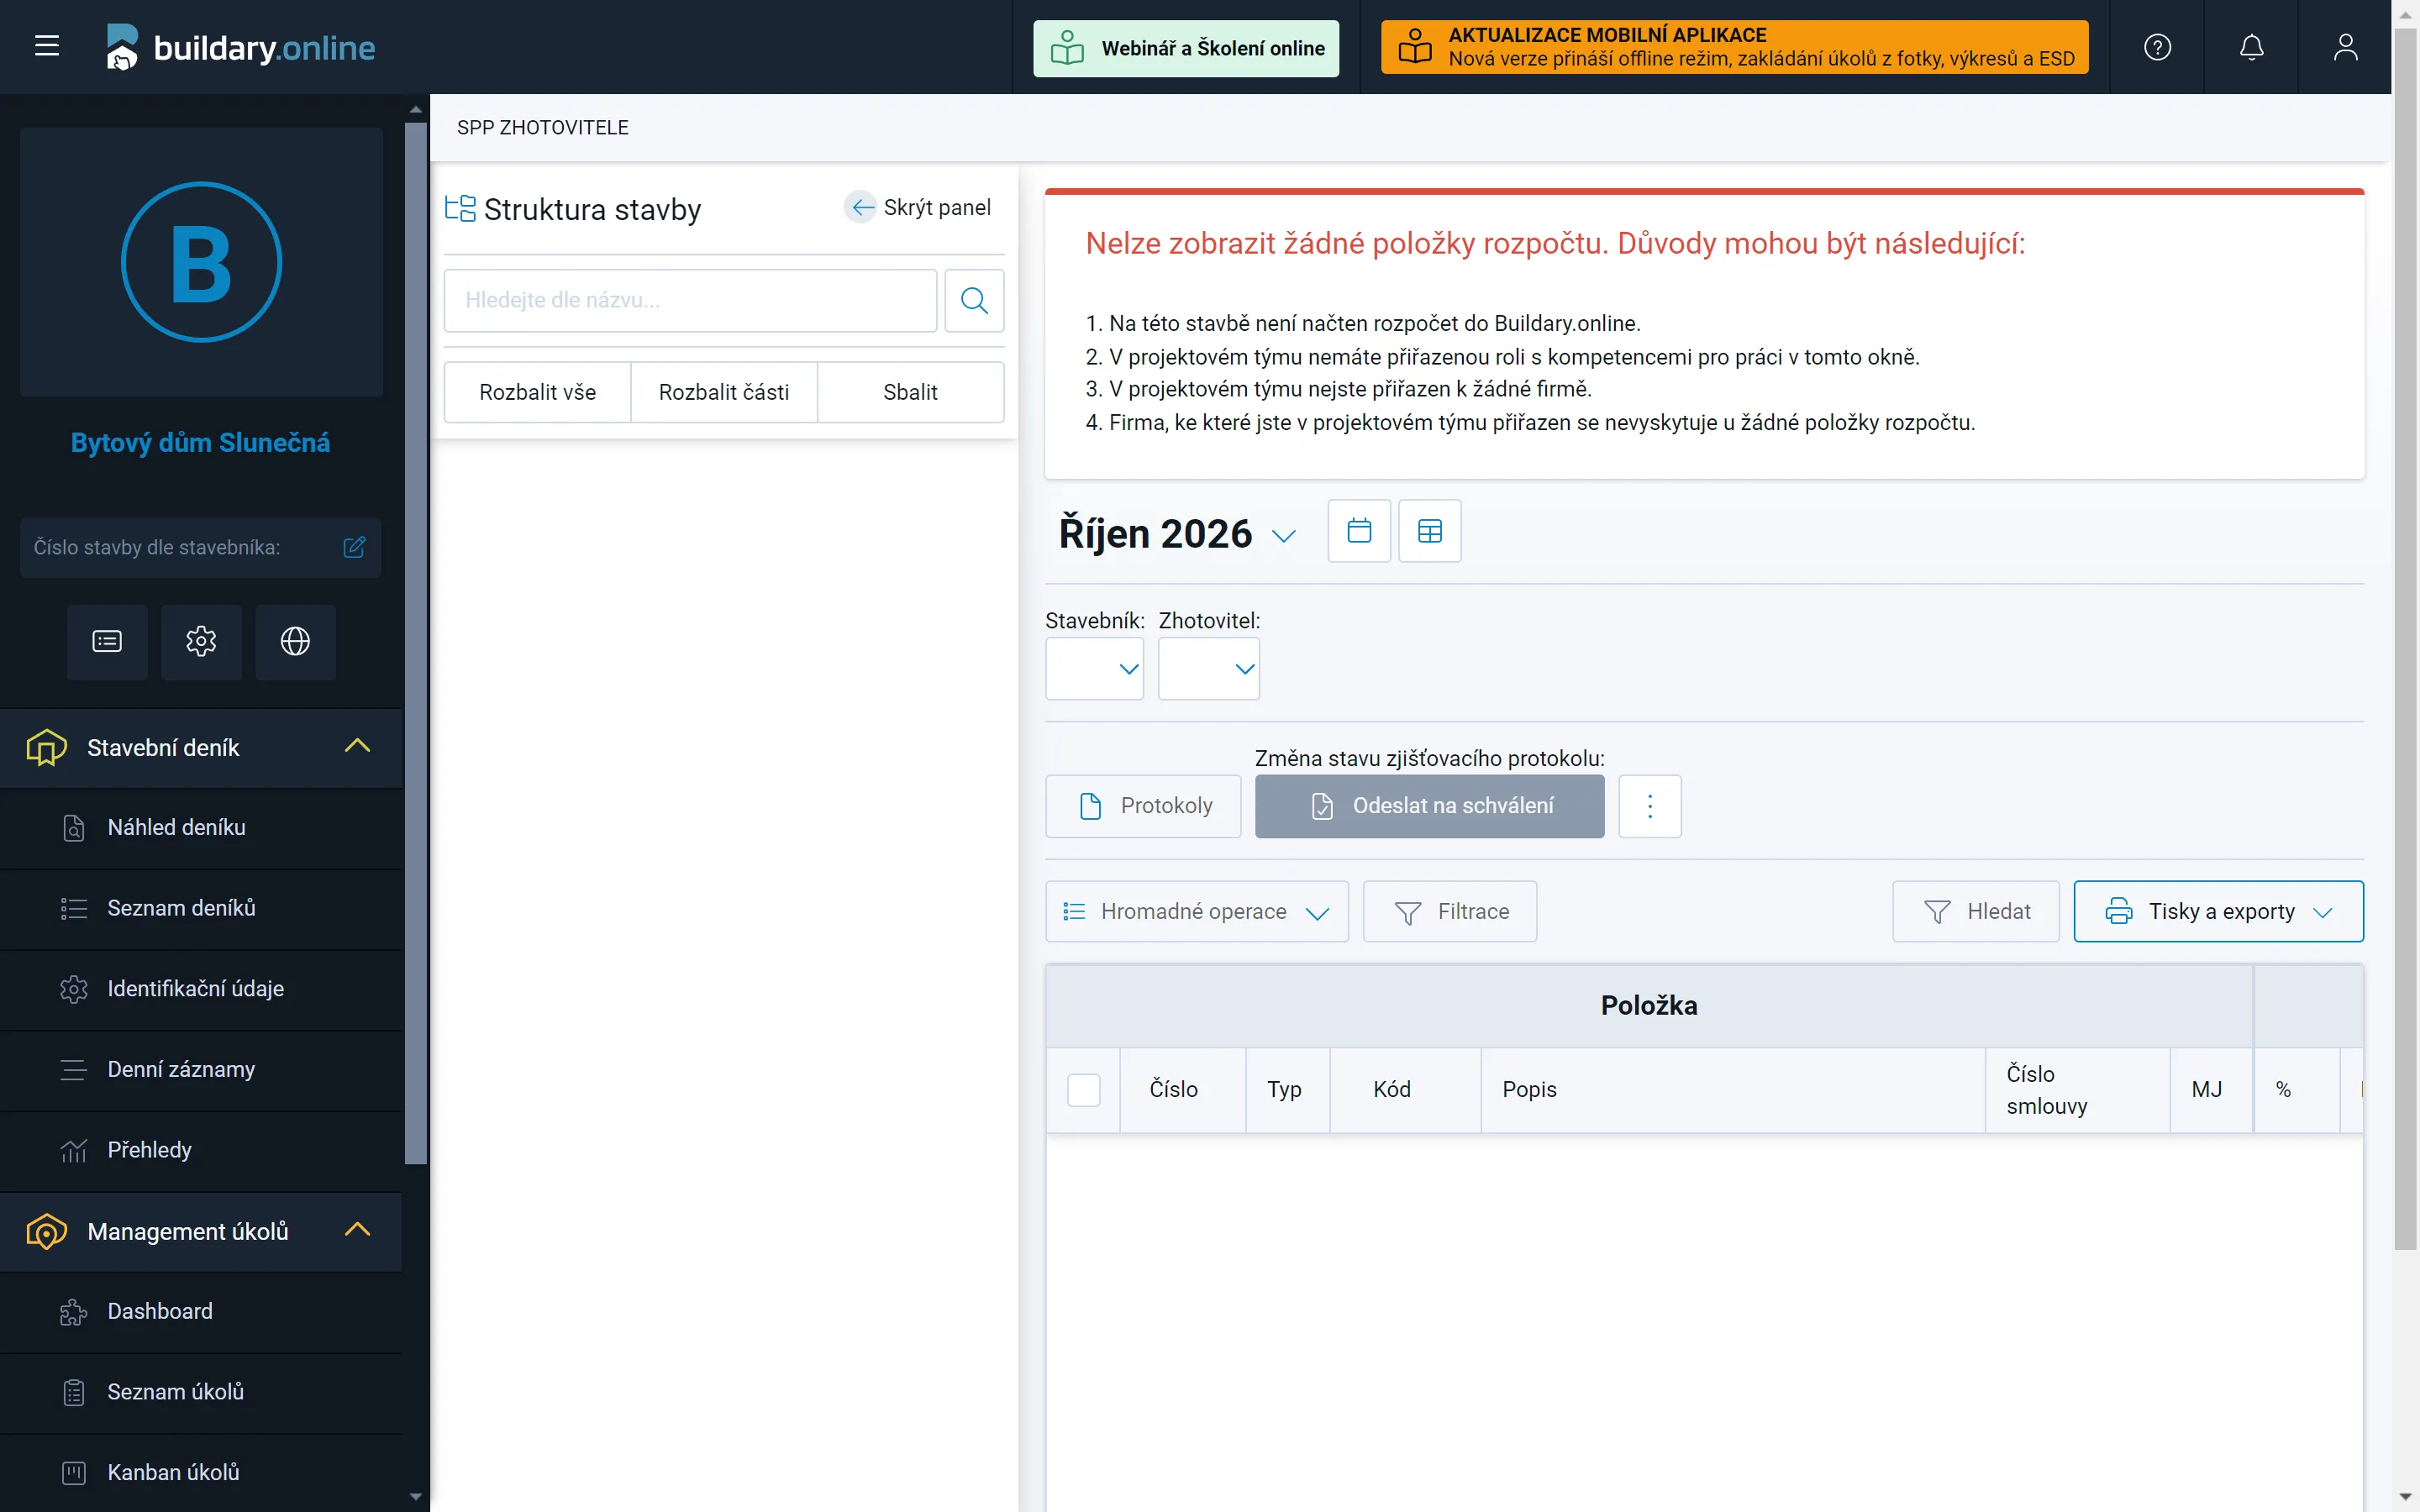 buildary.online
Webinář a Školení online
AKTUALIZACE MOBILNÍ APLIKACE
Nová verze přináší offline režim, zakládání úkolů z fotky, výkresů a ESD
B
Bytový dům Slunečná
Číslo stavby dle stavebníka:
Stavební deník
Náhled deníku
Seznam deníků
Identifikační údaje
Denní záznamy
Přehledy
Management úkolů
Dashboard
Seznam úkolů
Kanban úkolů
SPP ZHOTOVITELE
Struktura stavby
Skrýt panel
Hledejte dle názvu...
Rozbalit vše
Rozbalit části
Sbalit
Nelze zobrazit žádné položky rozpočtu. Důvody mohou být následující:
1. Na této stavbě není načten rozpočet do Buildary.online.
2. V projektovém týmu nemáte přiřazenou roli s kompetencemi pro práci v tomto okně.
3. V projektovém týmu nejste přiřazen k žádné firmě.
4. Firma, ke které jste v projektovém týmu přiřazen se nevyskytuje u žádné položky rozpočtu.
Říjen 2026
Stavebník: Zhotovitel:
Změna stavu zjišťovacího protokolu:
Protokoly
Odeslat na schválení
Hromadné operace
Filtrace
Hledat
Tisky a exporty
Položka
Číslo
Typ
Kód
Popis
Číslo
smlouvy
MJ
%